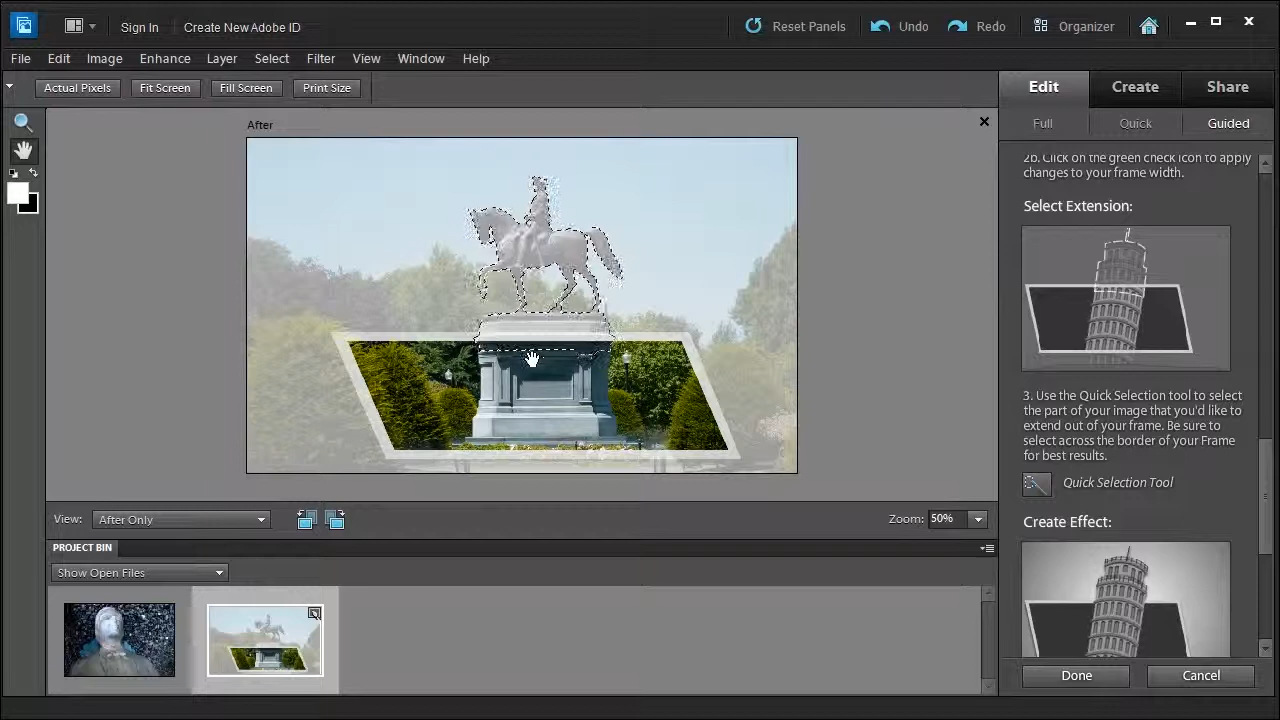 Sign In
Create New Adobe ID
Reset Panels
Undo
Redo
Organizer
File Edit Image Enhance Layer Select Filter View Window Help
Actual Pixels
Fit Screen
Fill Screen
Print Size
Edit
Create
Share
Full
Quick
Guided
After
2b. Click on the green check icon to apply
changes to your frame width.
Select Extension:
3. Use the Quick Selection tool to select
the part of your image that you'd like to
extend out of your frame. Be sure to
select across the border of your Frame
for best results.
Quick Selection Tool
Create Effect:
View:
After Only
Zoom:
50%
PROJECT BIN
Show Open Files
Done
Cancel